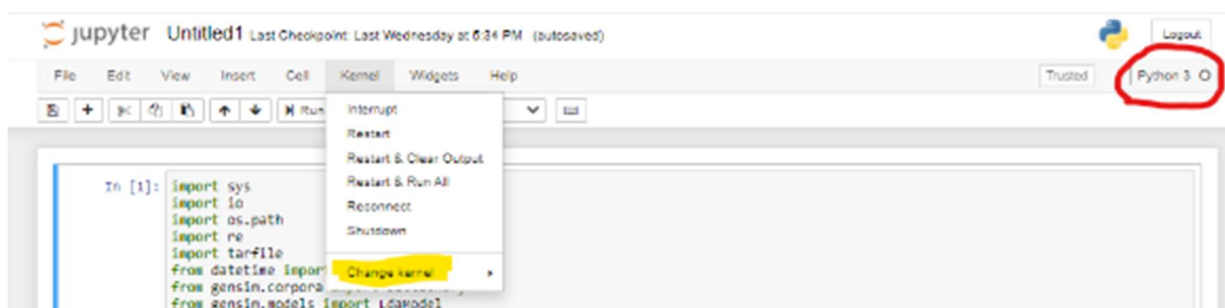 jupyter Untitled1 Last Checkpoint: Last Wednesday at 6:34 PM (autosaved)
Logout
File Edit View Insert Cell Kernel Widgets Help
Trusted Python 3
Run
Interrupt
Restart
Restart & Clear Output
Restart & Run All
Reconnect
Shutdown
Change kernel
In [1]: import sys
import io
import os.path
import re
import tarfile
from datetime impor
from gensim.corpora
from gensim.models import LdaModel